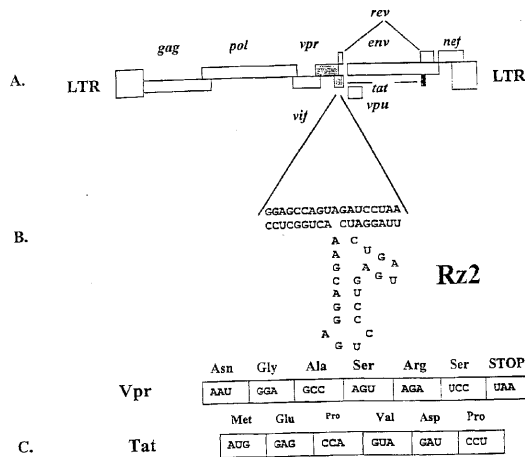 rev
gag pol vpr env nef
A. LTR LTR
tat
vif vpu
GGAGCCAGUAGAUCCUAA
CCUCGGUCA CUAGGAUU
B.
A C
A U G A
G A U
C G
A U
G C
G C
A C
G U
Rz2
Asn Gly Ala Ser Arg Ser STOP
Vpr AAU GGA GCC AGU AGA UCC UAA
Met Glu Pro Val Asp Pro
C. Tat AUG GAG CCA GUA GAU CCU